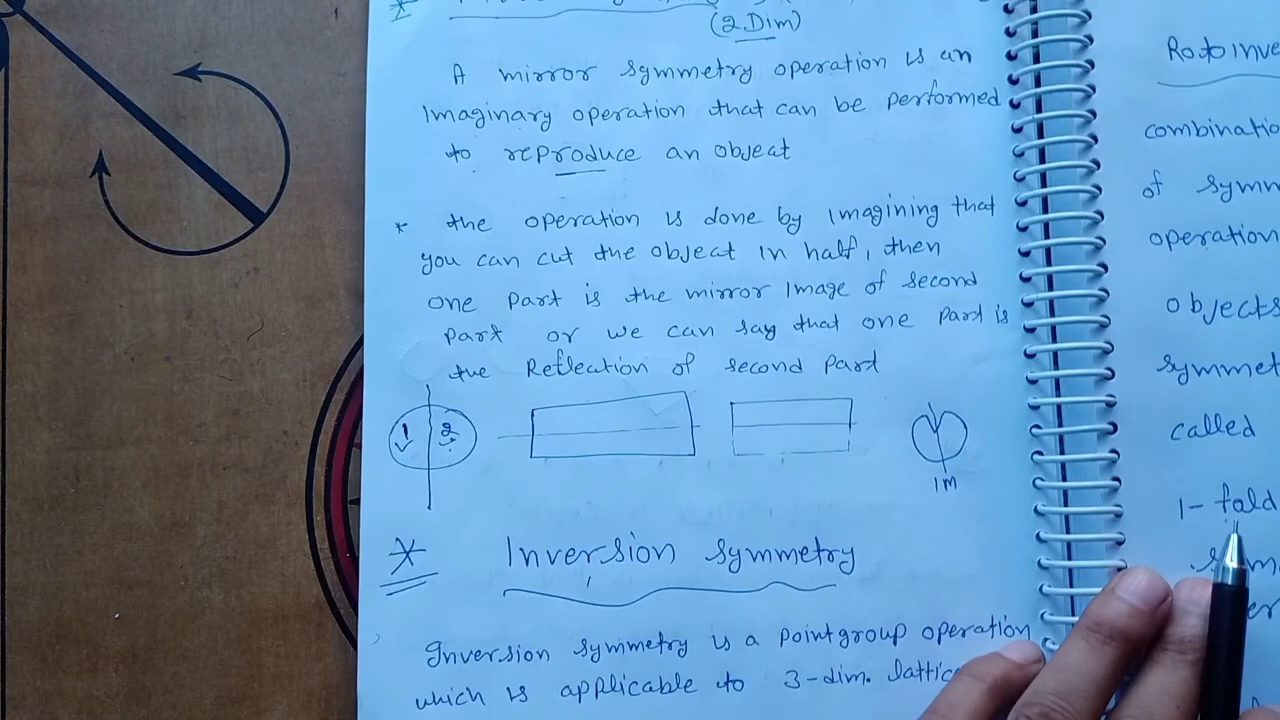 (2.Dim)
A mirror symmetry operation is an
Imaginary operation that can be performed
to reproduce an object
* the operation is done by imagining that
you can cut the object in half, then
one part is the mirror Image of second
part or we can say that one part is
the Reflection of second part
1 2
1m
* Inversion symmetry
Inversion symmetry is a pointgroup operation
which is applicable to 3-dim.
combinatio
of symm
operation
objects
symmet
called
1-fold